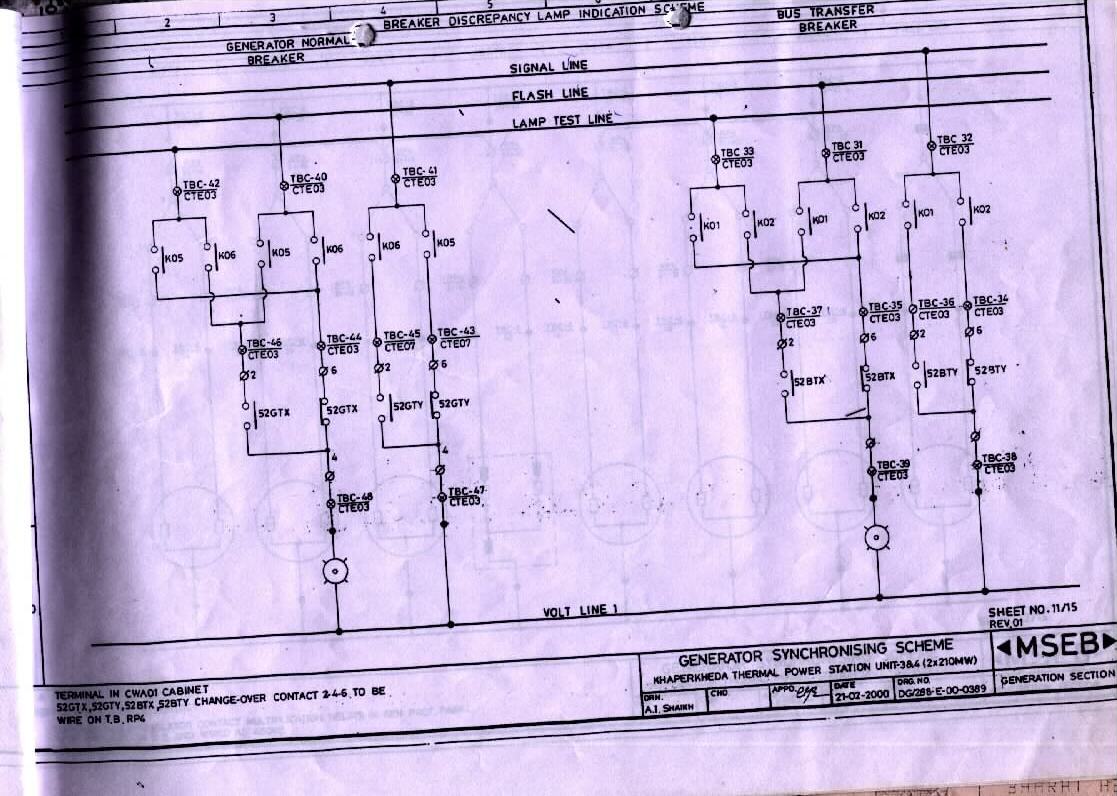 2 3 4 5
BREAKER DISCREPANCY LAMP INDICATION SCHEME
BUS TRANSFER
BREAKER
GENERATOR NORMAL
BREAKER
SIGNAL LINE
FLASH LINE
LAMP TEST LINE
TBC-42
CTE03
TBC-40
CTE03
TBC-41
CTE03
TBC 33
CTE03
TBC 31
CTE03
TBC 32
CTE03
K05 K06 K05 K06 K06 K05
K01 K02 K01 K02 K01 K02
TBC-46
CTE03
TBC-44
CTE03
TBC-45
CTE07
TBC-43
CTE07
TBC-37
CTE03
TBC-35
CTE03
TBC-36
CTE03
TBC-34
CTE03
2 6 2 6 2 6 2 6
52GTX 52GTX 52GTY 52GTY
52BTX 52BTX 52BTY 52BTY
4 4
TBC-48
CTE03
TBC-47
CTE03
TBC-39
CTE03
TBC-38
CTE03
VOLT LINE 1
SHEET NO. 11/15
REV.01
TERMINAL IN CWA01 CABINET
52GTX,52GTY,52BTX,52BTY CHANGE-OVER CONTACT 2-4-6 TO BE
WIRE ON T.B. RP6
GENERATOR SYNCHRONISING SCHEME
KHAPERKHEDA THERMAL POWER STATION UNIT-3&4 (2x210MW)
MSEB
GENERATION SECTION
DRN.
A.I. SHAIKH
CHD
APPD.
DATE
21-02-2000
DRG. NO.
DG/288-E-00-0389